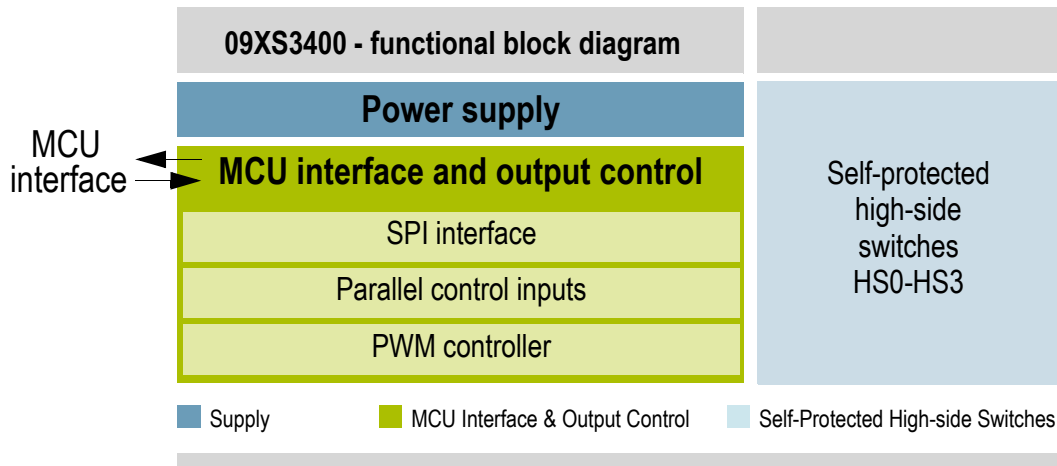 09XS3400 - functional block diagram
Power supply
MCU
interface
MCU interface and output control
SPI interface
Parallel control inputs
PWM controller
Self-protected
high-side
switches
HS0-HS3
Supply
MCU Interface & Output Control
Self-Protected High-side Switches